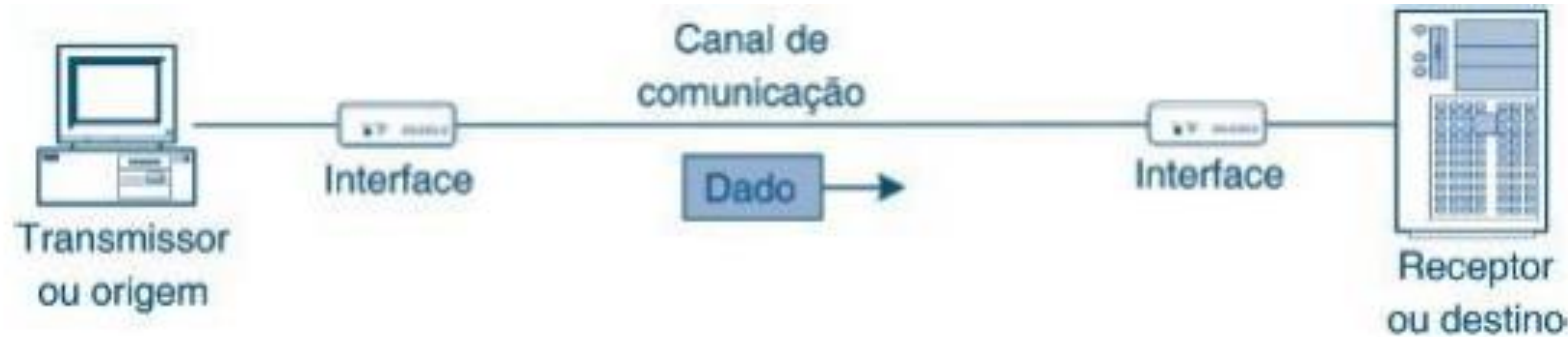 Canal de
comunicação
Interface
Interface
Dado
Transmissor
ou origem
Receptor
ou destino